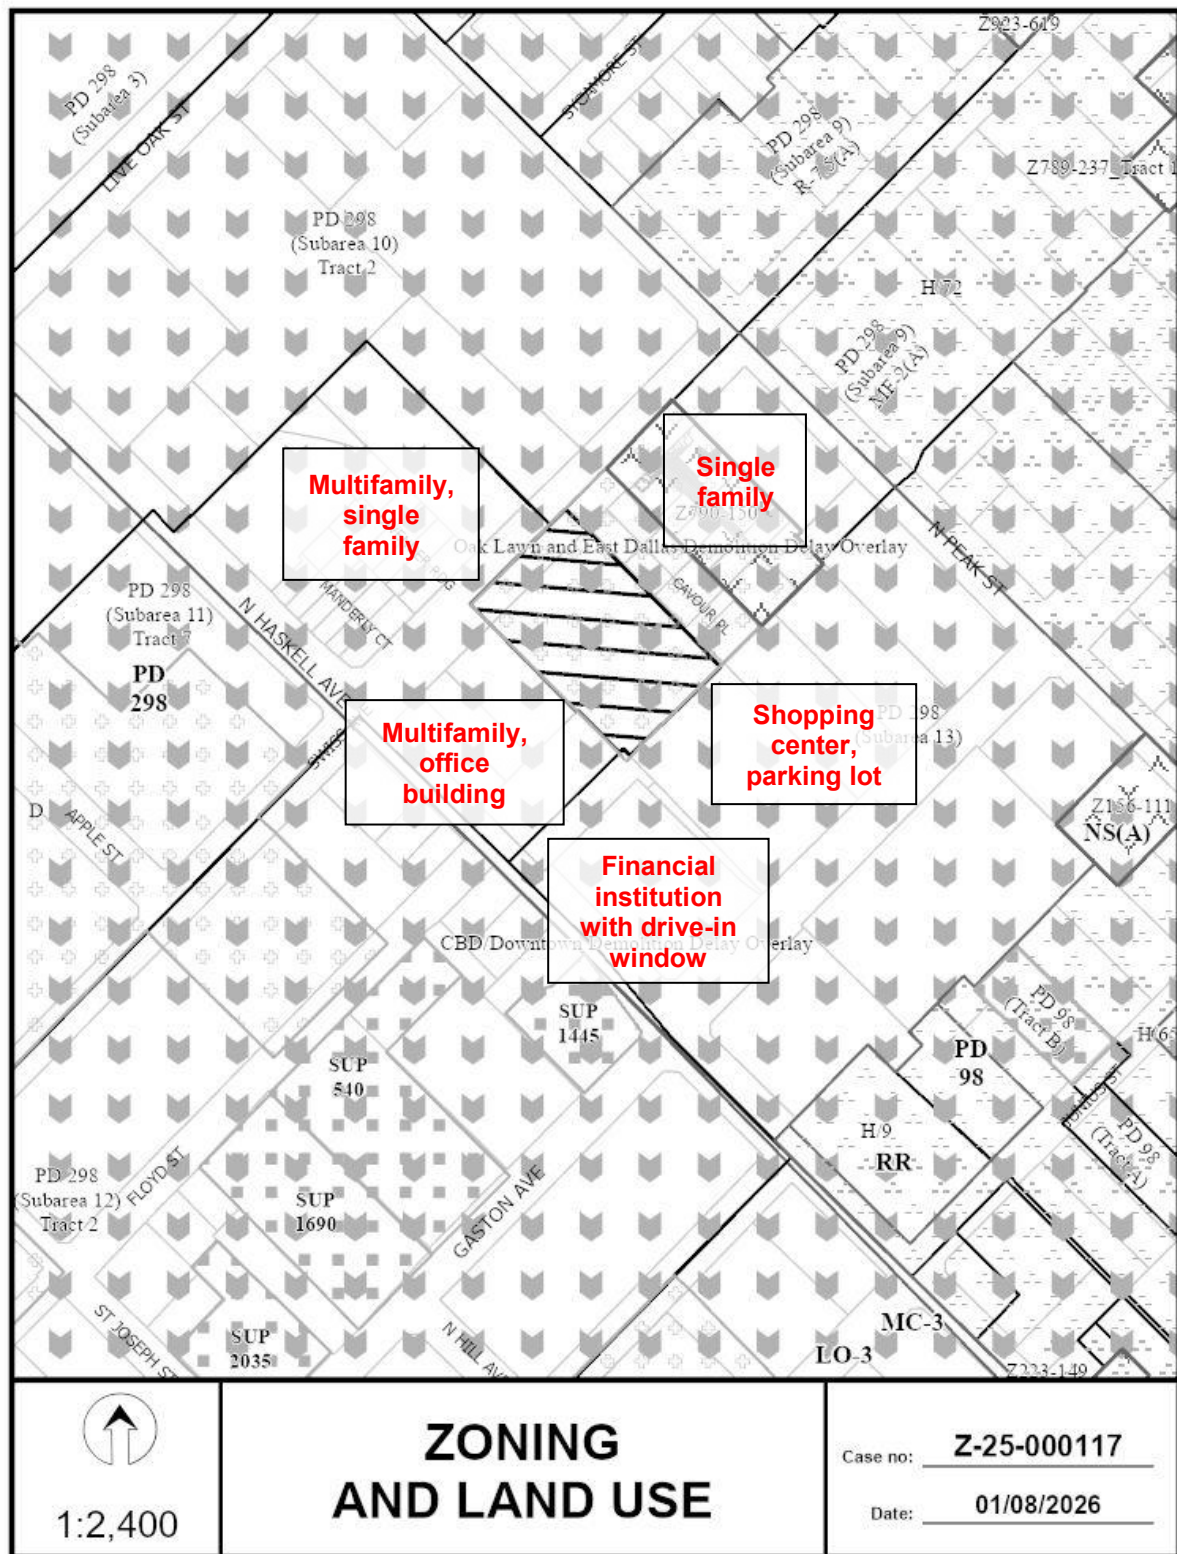 Z923-619
PD 298
(Subarea 3)
LIVE OAK ST
SYCAMORE ST
PD 298
(Subarea 9)
R-7.5(A)
Z789-237_Tract 1
PD 298
(Subarea 10)
Tract 2
H/72
PD 298
(Subarea 9)
MF-2(A)
Multifamily,
single
family
Single
family
Z790-150
Oak Lawn and East Dallas Demolition Delay Overlay
N PEAK ST
CAVOUR PL
MANDERLY CT
PD 298
(Subarea 11)
Tract 7
N HASKELL AVE
PD
298
Multifamily,
office
building
Shopping
center,
parking lot
PD 298
(Subarea 13)
D
APPLE ST
Z156-111
NS(A)
Financial
institution
with drive-in
window
CBD/Downtown Demolition Delay Overlay
SUP
1445
SUP
540
PD 98
(Tract B)
PD
98
H/65
JUNIUS ST
PD 98
(Tract A)
H/9
RR
PD 298
(Subarea 12)
Tract 2
FLOYD ST
SUP
1690
GASTON AVE
ST JOSEPH ST
SUP
2035
N HILL AVE
MC-3
LO-3
Z223-149
1:2,400
ZONING
AND LAND USE
Case no: Z-25-000117
Date: 01/08/2026